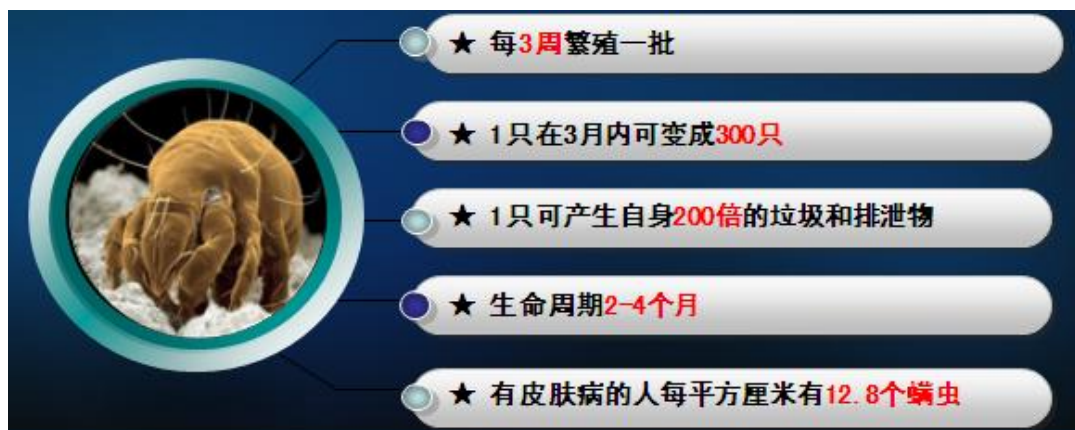 ★ 每3周繁殖一批
★ 1只在3月内可变成300只
★ 1只可产生自身200倍的垃圾和排泄物
★ 生命周期2-4个月
★ 有皮肤病的人每平方厘米有12.8个螨虫